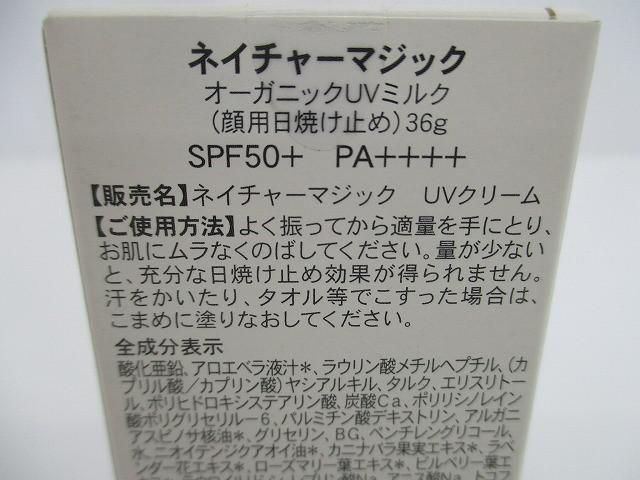 ネイチャーマジック
オーガニックUVミルク
(顔用日焼け止め)36g
SPF50+　PA++++
【販売名】ネイチャーマジック　UVクリーム
【ご使用方法】よく振ってから適量を手にとり、
お肌にムラなくのばしてください。量が少ない
と、充分な日焼け止め効果が得られません。
汗をかいたり、タオル等でこすった場合は、
こまめに塗りなおしてください。
全成分表示
酸化亜鉛、アロエベラ液汁*、ラウリン酸メチルヘプチル、(カ
プリル酸/カプリン酸)ヤシアルキル、タルク、エリスリトー
ル、ポリヒドロキシステアリン酸、炭酸Ca、ポリリシノレイン
酸ポリグリセリル-6、パルミチン酸デキストリン、アルガニ
アスピノサ核油*、グリセリン、BG、ペンチレングリコール、
水、ニオイテンジクアオイ油*、カニナバラ果実エキス*、ラベ
ンダー花エキス*、ローズマリー葉エキス*、ビルベリー葉エ